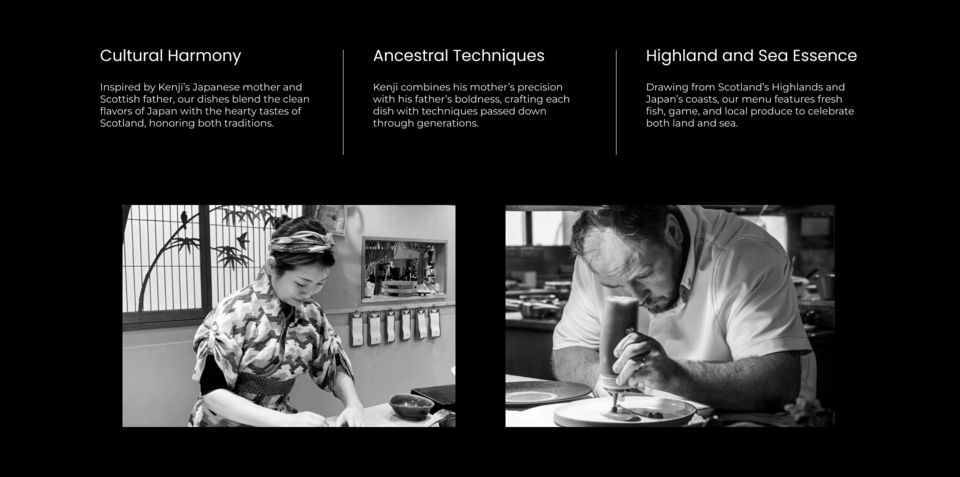 Cultural Harmony
Inspired by Kenji’s Japanese mother and
Scottish father, our dishes blend the clean
flavors of Japan with the hearty tastes of
Scotland, honoring both traditions.
Ancestral Techniques
Kenji combines his mother’s precision
with his father’s boldness, crafting each
dish with techniques passed down
through generations.
Highland and Sea Essence
Drawing from Scotland’s Highlands and
Japan’s coasts, our menu features fresh
fish, game, and local produce to celebrate
both land and sea.